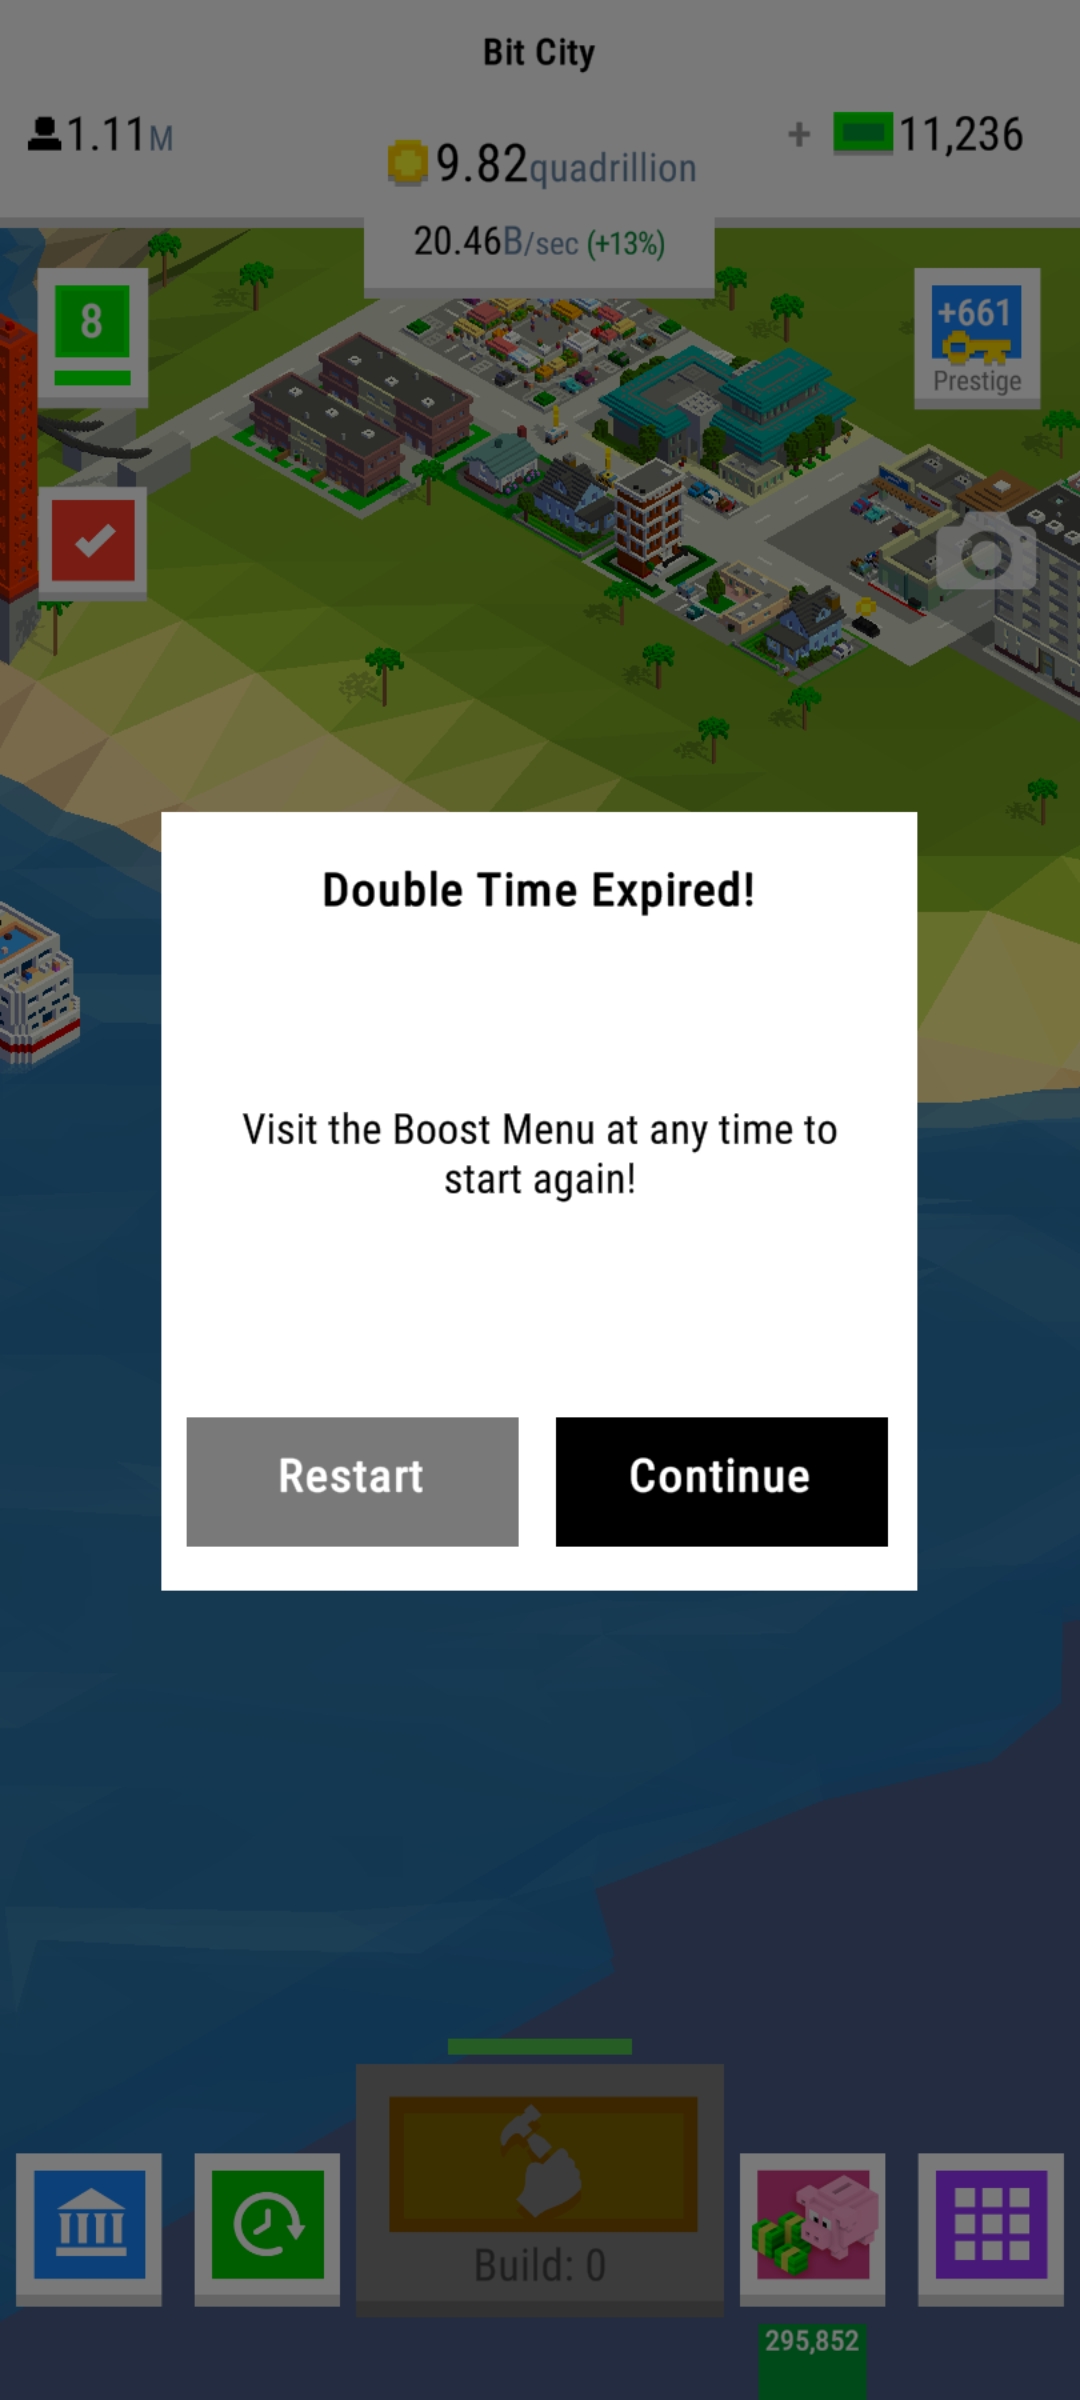 Bit City
1.11M
9.82quadrillion
+ 11,236
20.46B/sec (+13%)
8
+661
Prestige
Double Time Expired!
Visit the Boost Menu at any time to
start again!
Restart
Continue
Build: 0
295,852